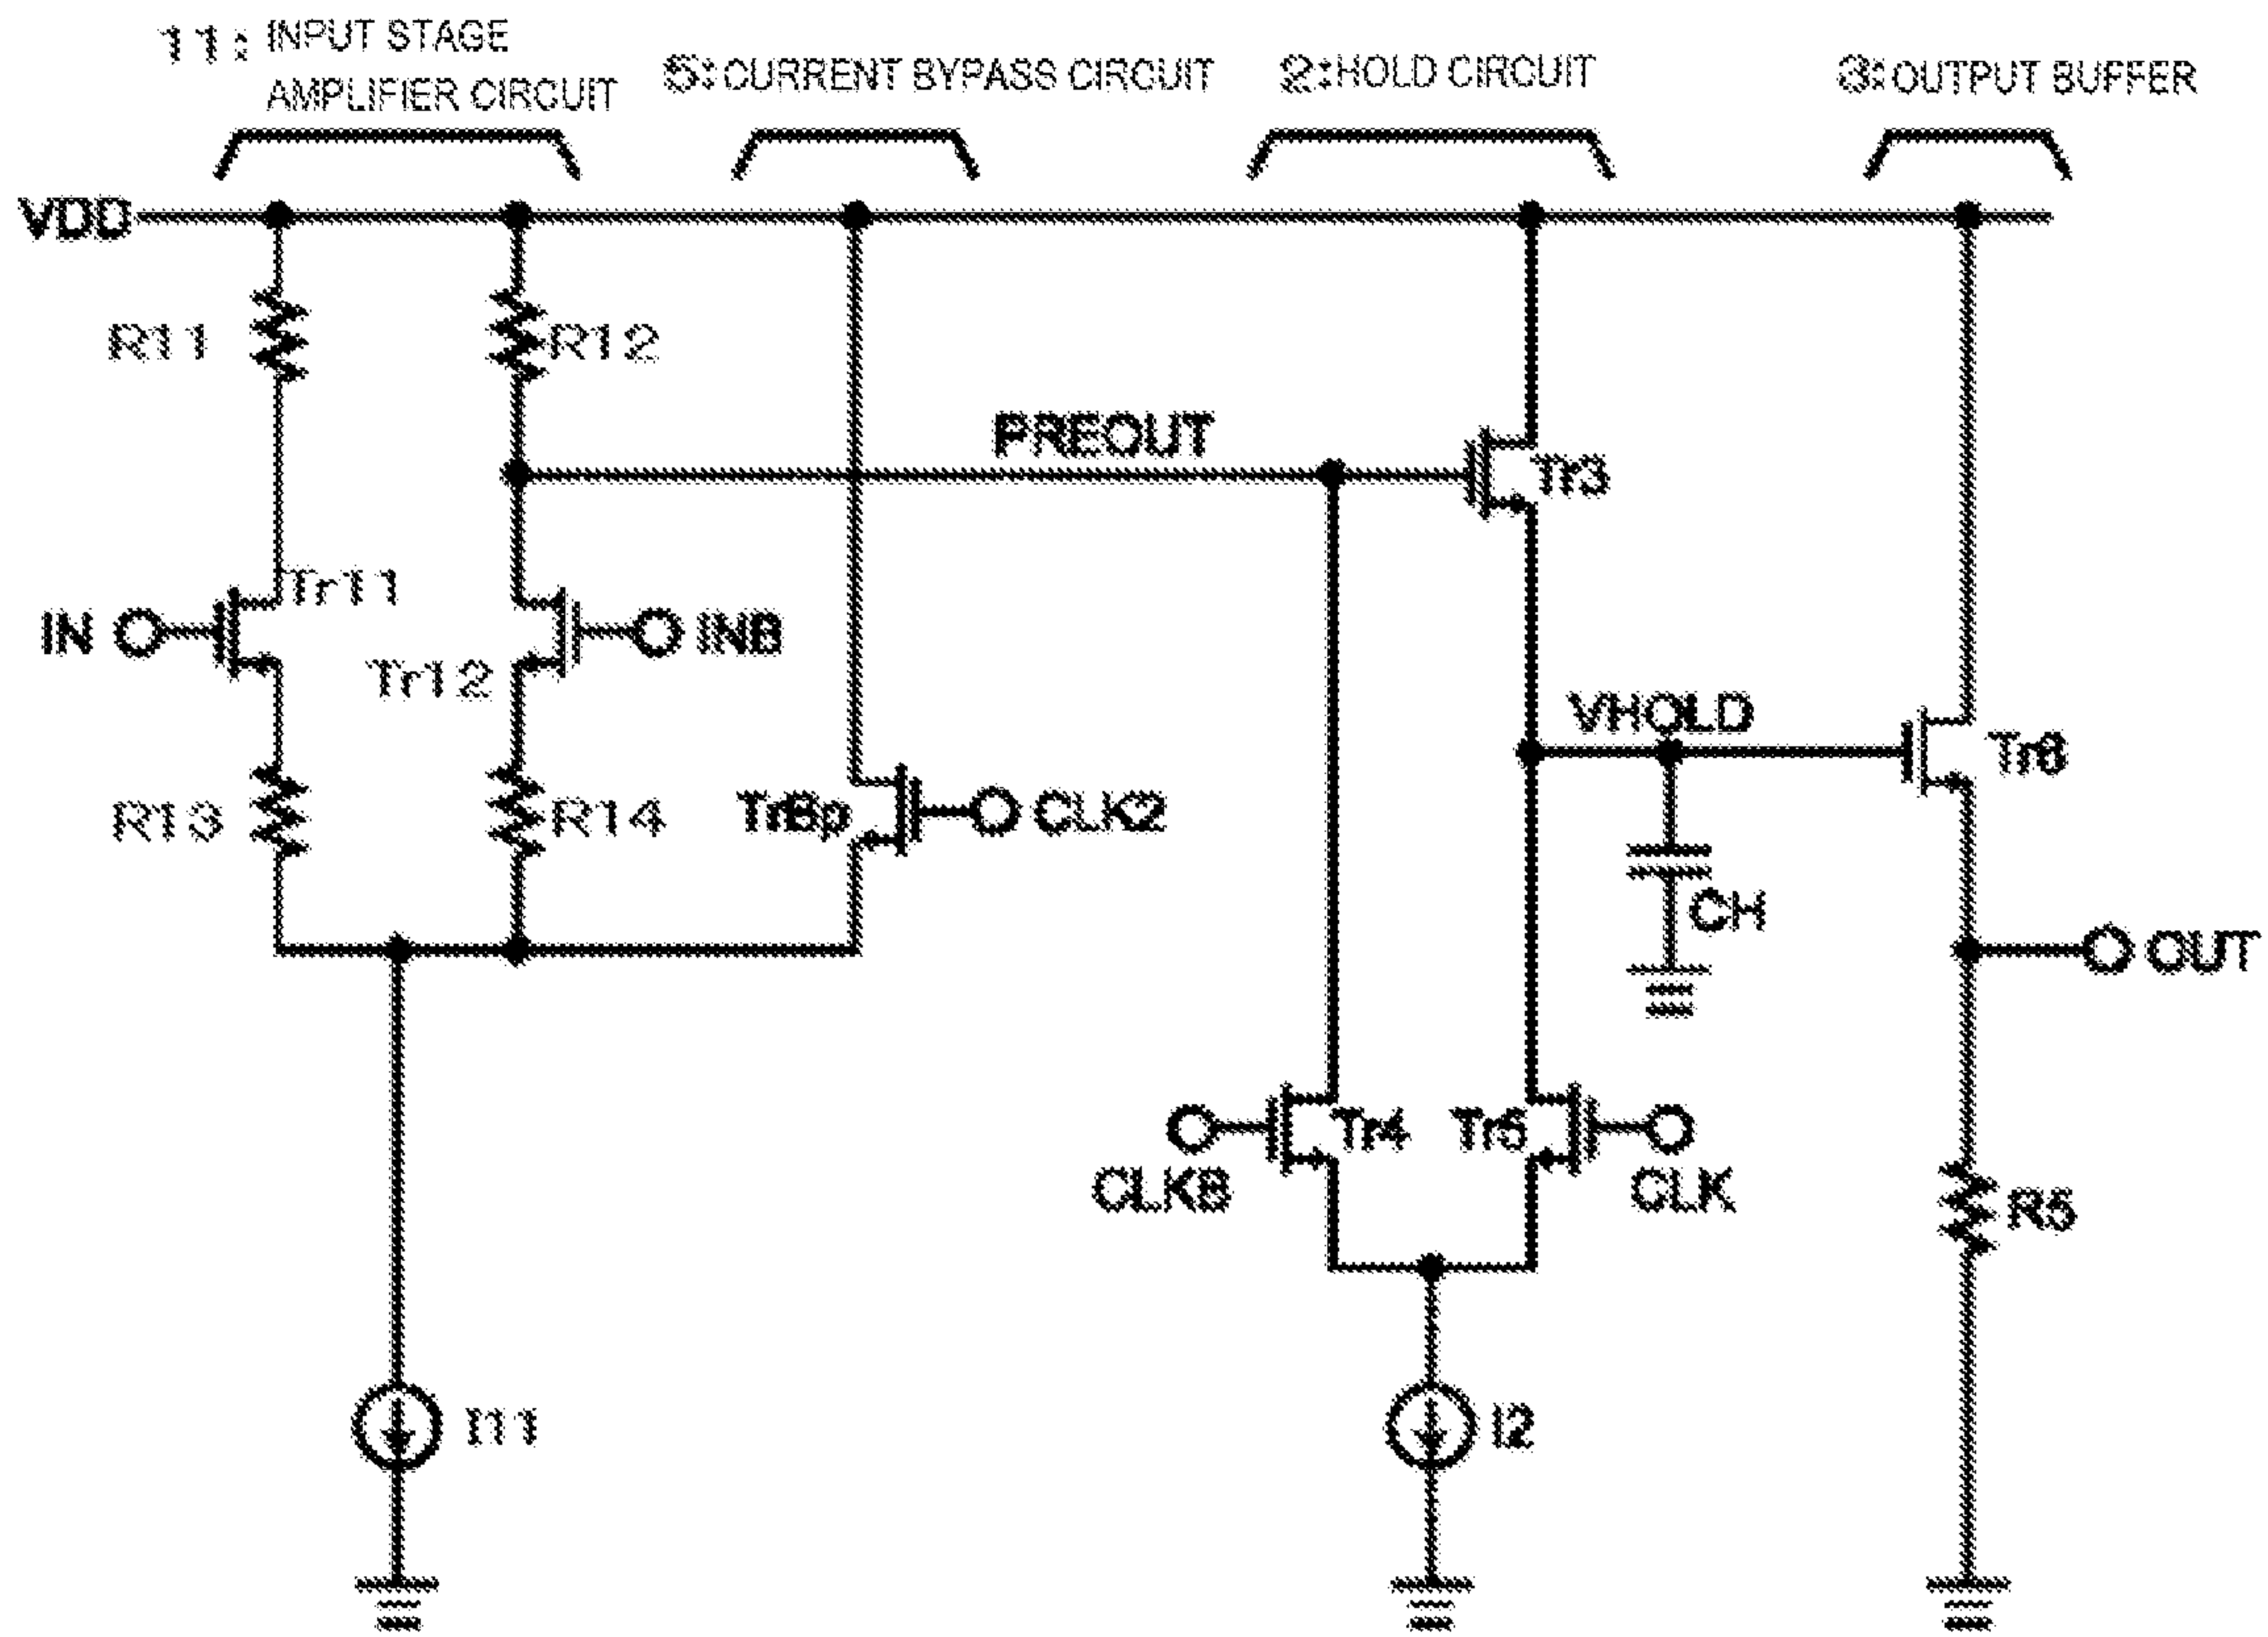 11: INPUT STAGE
AMPLIFIER CIRCUIT
5: CURRENT BYPASS CIRCUIT
2: HOLD CIRCUIT
3: OUTPUT BUFFER
VDD
R11
R12
PREOUT
Tr3
Tr11
IN
INB
Tr12
VHOLD
Tr6
R13
R14
TrBp
CLK2
CH
OUT
Tr4
Tr5
CLKB
CLK
R5
I11
I2